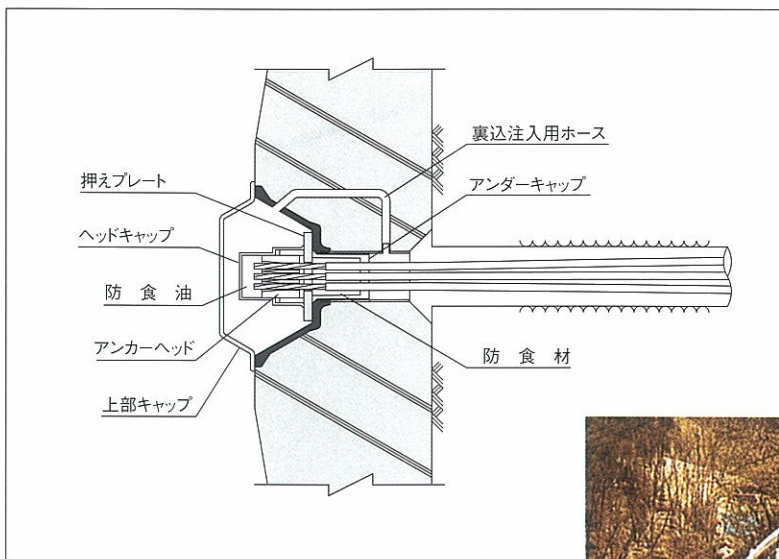 裏込注入用ホース
押えプレート
アンダーキャップ
ヘッドキャップ
防食油
アンカーヘッド
防食材
上部キャップ